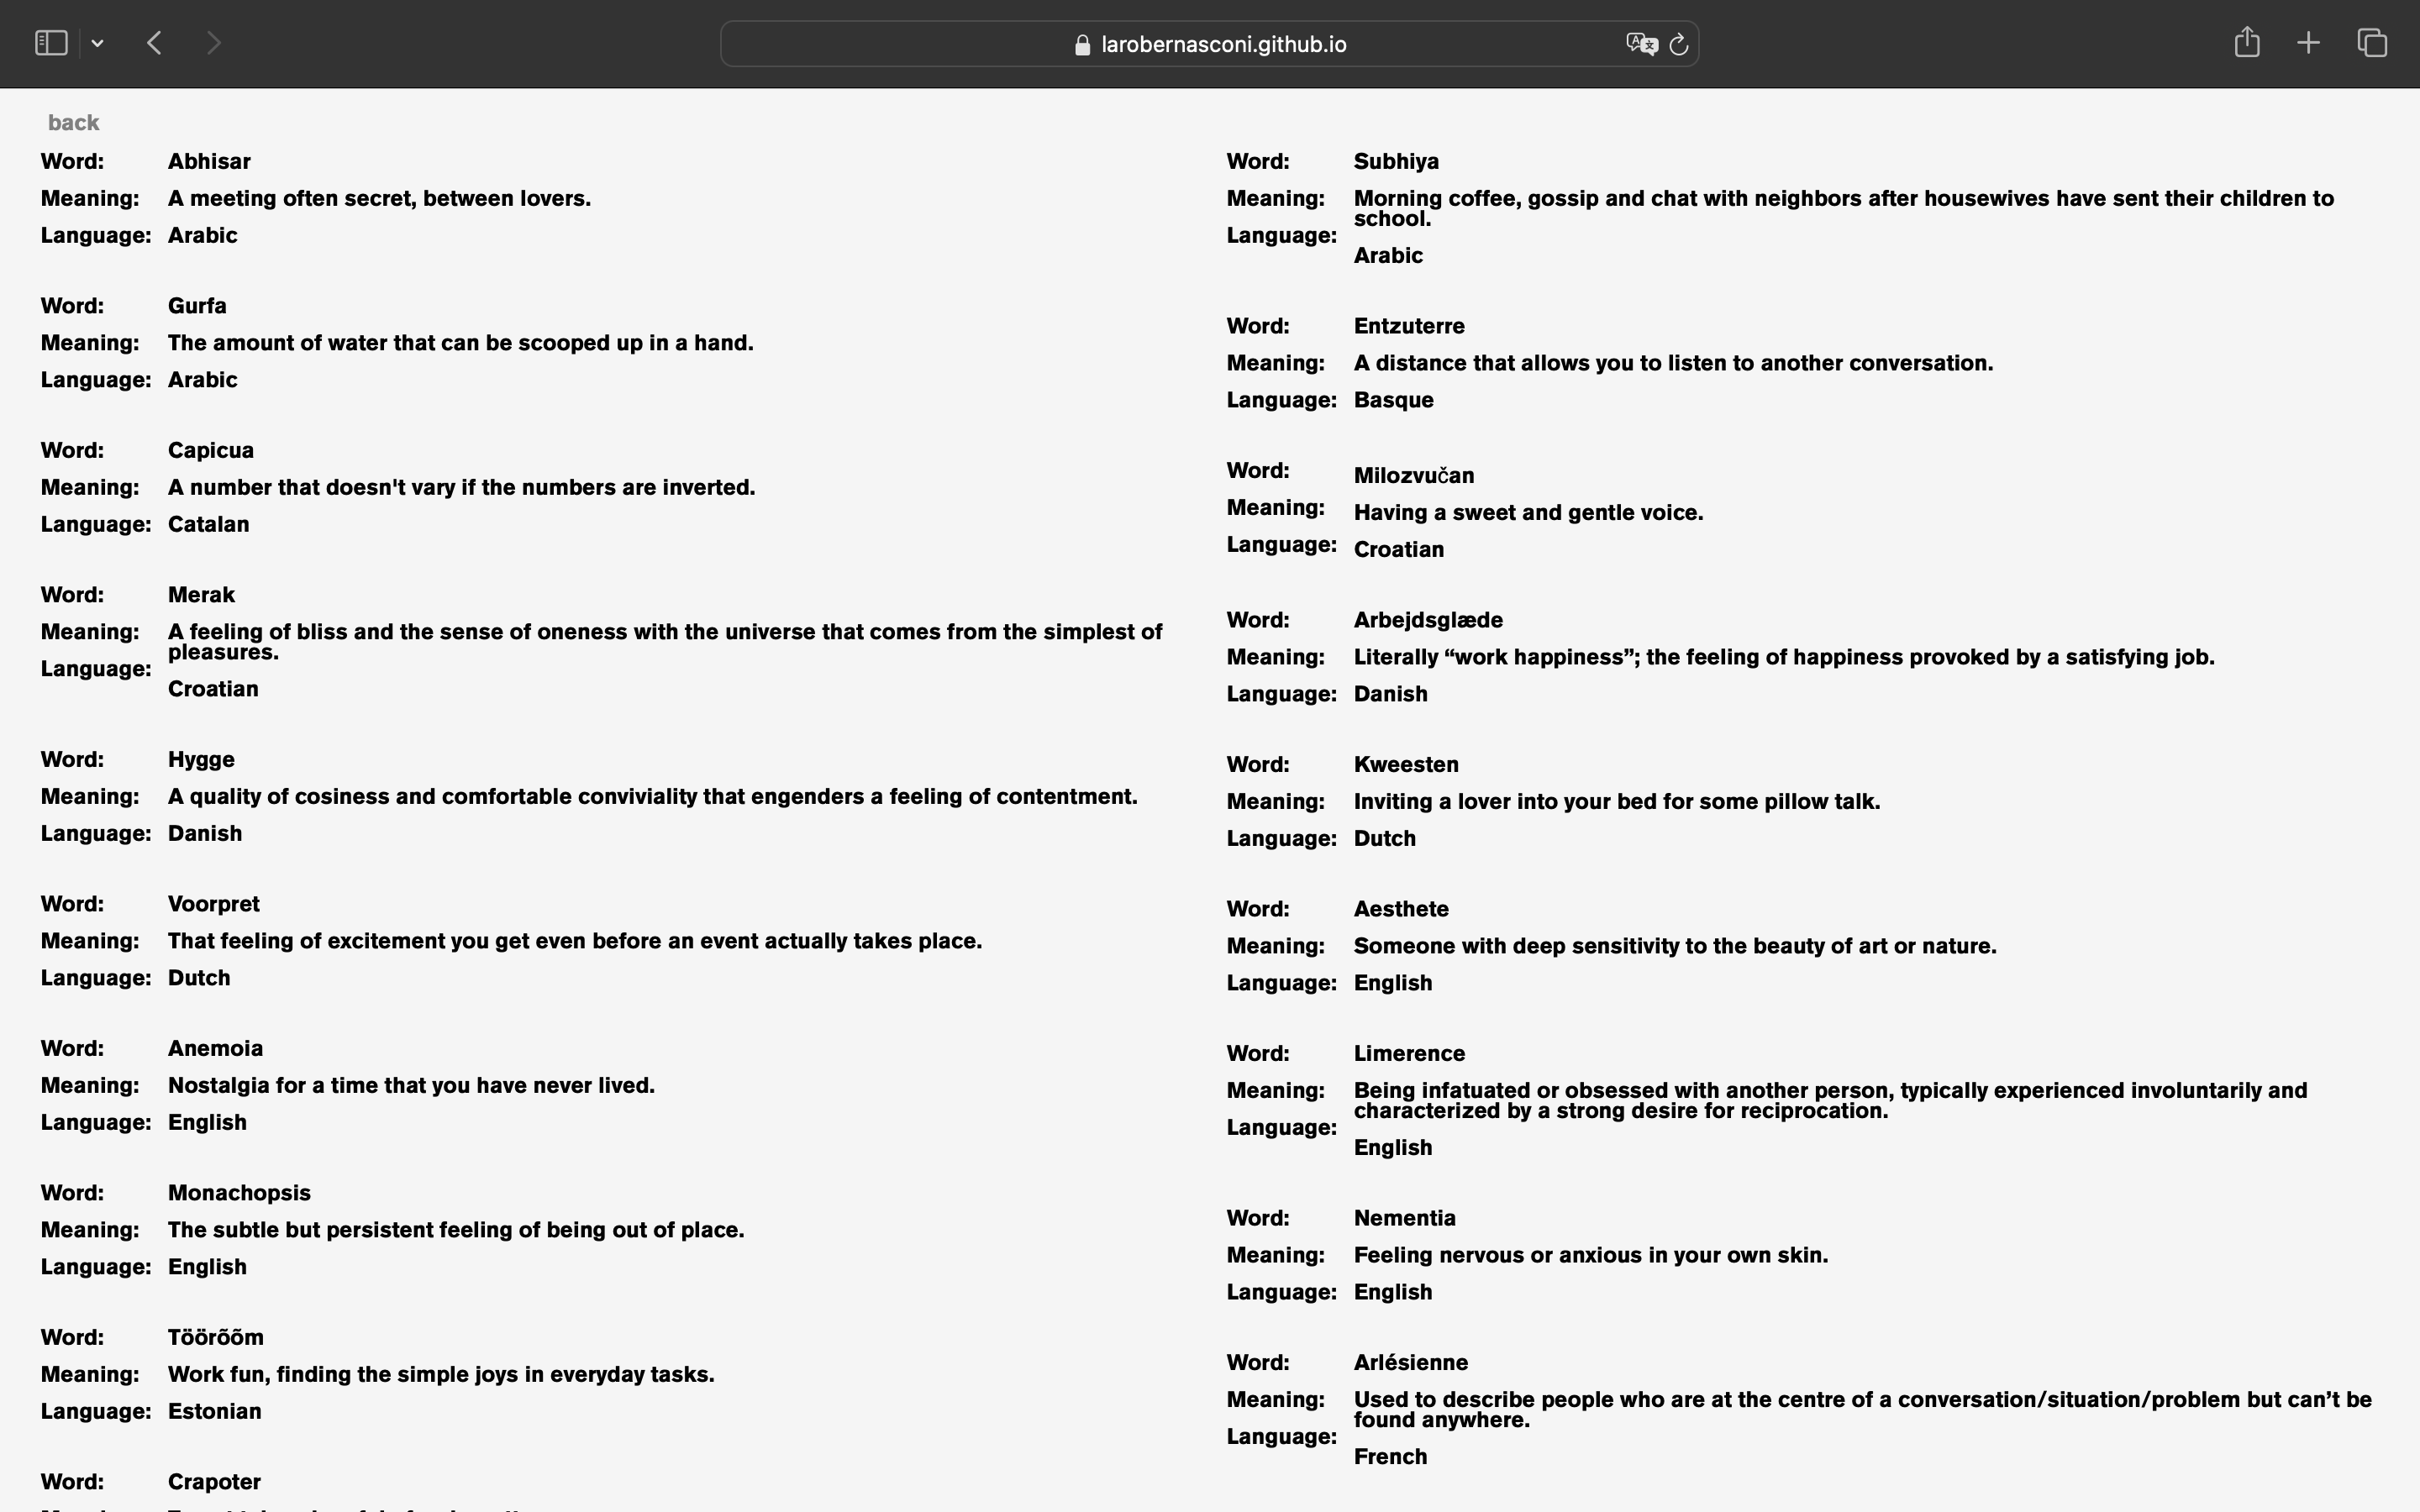 larobernasconi.github.io
back
Word: Abhisar
Meaning: A meeting often secret, between lovers.
Language: Arabic
Word: Gurfa
Meaning: The amount of water that can be scooped up in a hand.
Language: Arabic
Word: Capicua
Meaning: A number that doesn't vary if the numbers are inverted.
Language: Catalan
Word: Merak
Meaning: A feeling of bliss and the sense of oneness with the universe that comes from the simplest of
pleasures.
Language: Croatian
Word: Hygge
Meaning: A quality of cosiness and comfortable conviviality that engenders a feeling of contentment.
Language: Danish
Word: Voorpret
Meaning: That feeling of excitement you get even before an event actually takes place.
Language: Dutch
Word: Anemoia
Meaning: Nostalgia for a time that you have never lived.
Language: English
Word: Monachopsis
Meaning: The subtle but persistent feeling of being out of place.
Language: English
Word: Töörõõm
Meaning: Work fun, finding the simple joys in everyday tasks.
Language: Estonian
Word: Crapoter
Word: Subhiya
Meaning: Morning coffee, gossip and chat with neighbors after housewives have sent their children to
school.
Language: Arabic
Word: Entzuterre
Meaning: A distance that allows you to listen to another conversation.
Language: Basque
Word: Milozvučan
Meaning: Having a sweet and gentle voice.
Language: Croatian
Word: Arbejdsglæde
Meaning: Literally “work happiness”; the feeling of happiness provoked by a satisfying job.
Language: Danish
Word: Kweesten
Meaning: Inviting a lover into your bed for some pillow talk.
Language: Dutch
Word: Aesthete
Meaning: Someone with deep sensitivity to the beauty of art or nature.
Language: English
Word: Limerence
Meaning: Being infatuated or obsessed with another person, typically experienced involuntarily and
characterized by a strong desire for reciprocation.
Language: English
Word: Nementia
Meaning: Feeling nervous or anxious in your own skin.
Language: English
Word: Arlésienne
Meaning: Used to describe people who are at the centre of a conversation/situation/problem but can’t be
found anywhere.
Language: French